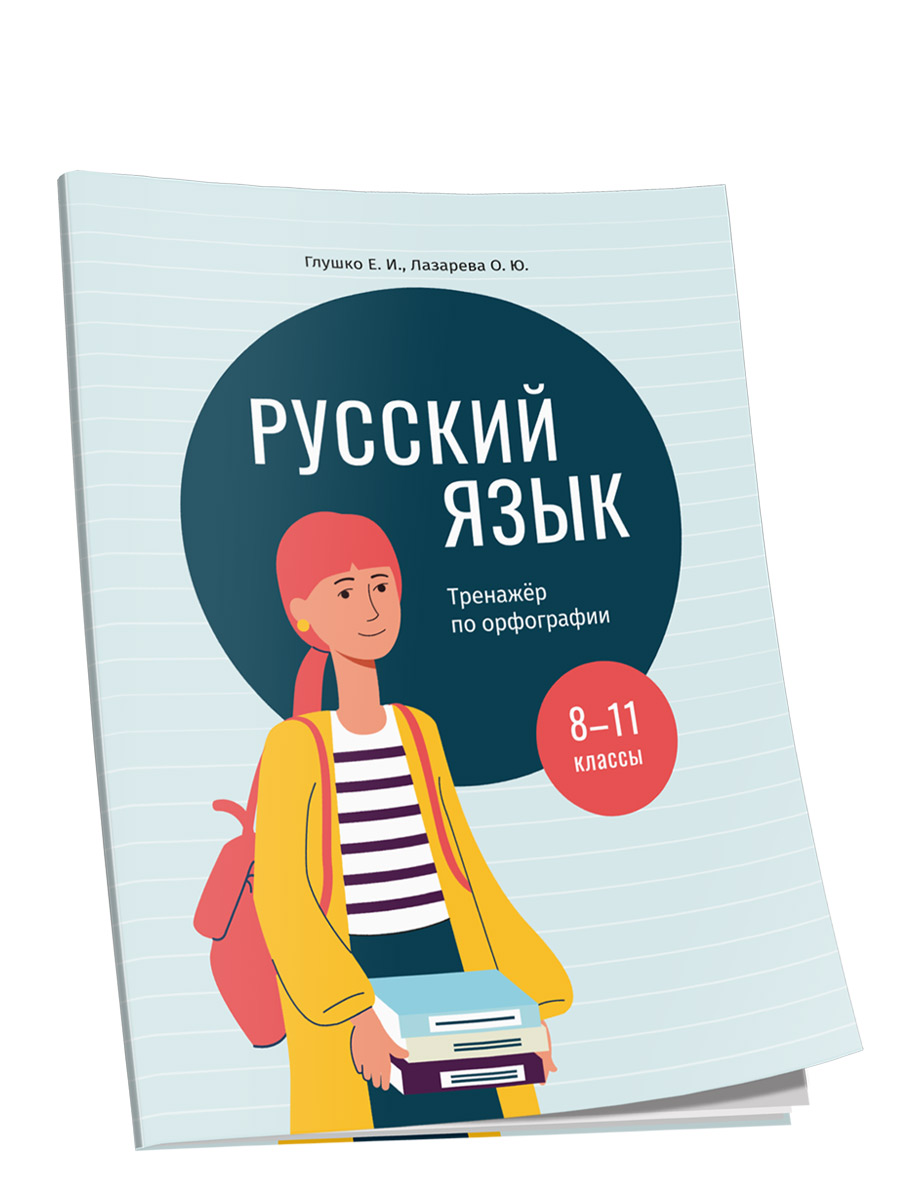 Глушко Е. И., Лазарева О. Ю.
РУССКИЙ
ЯЗЫК
Тренажёр
по орфографии
8–11
классы